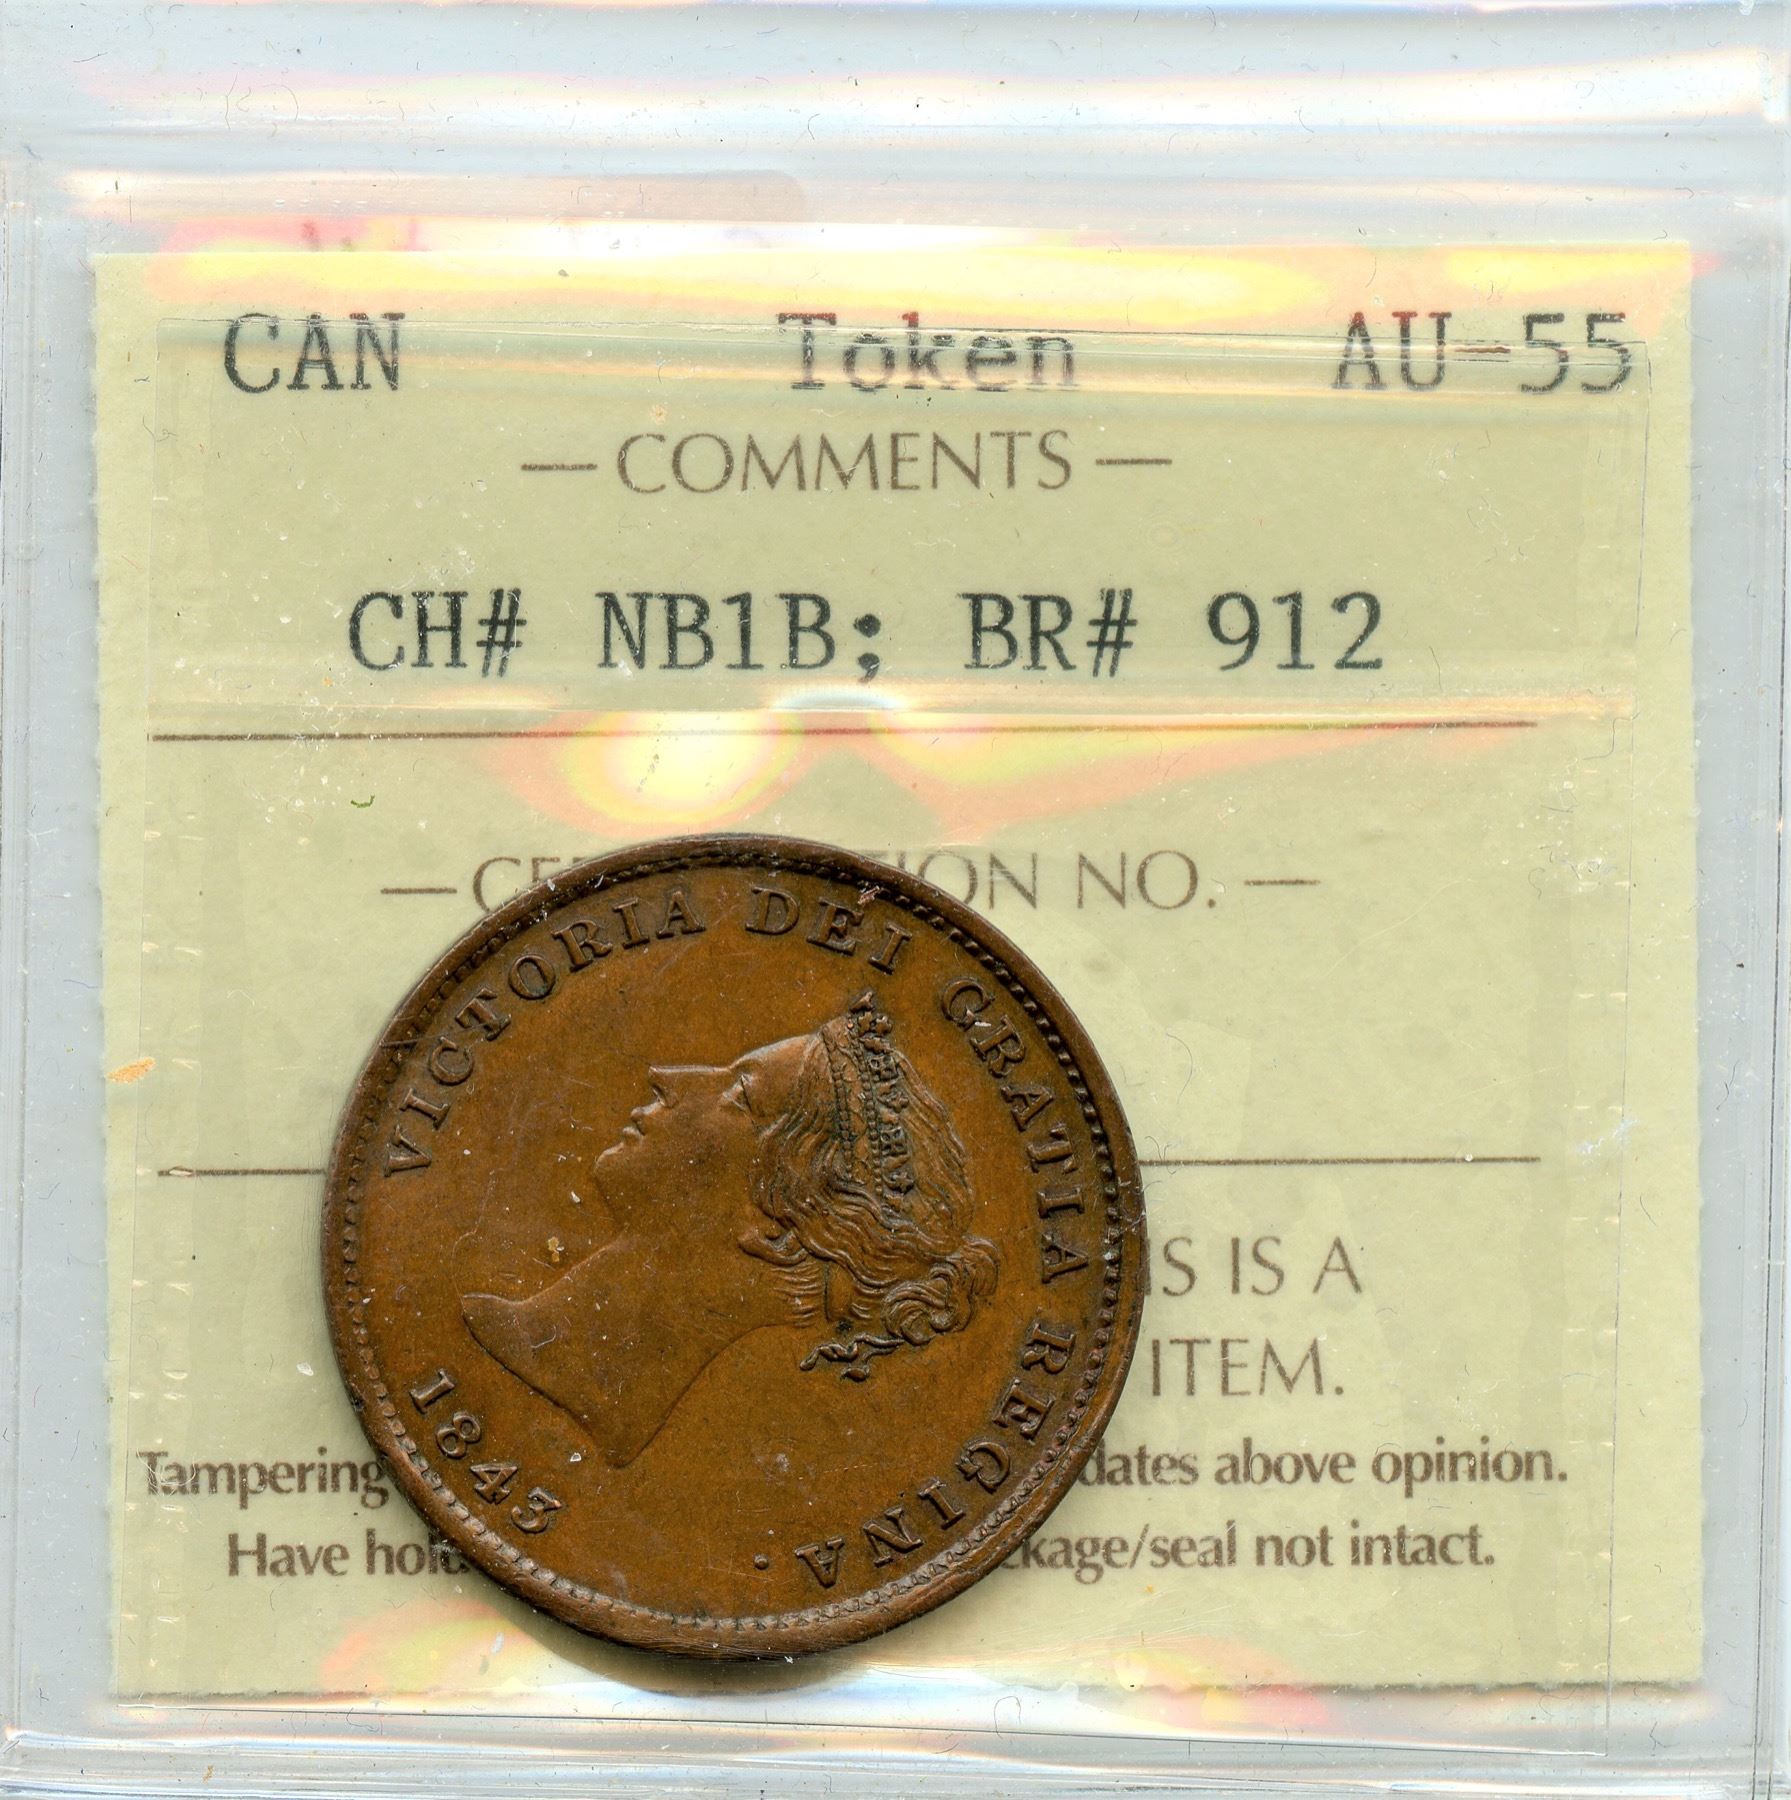 CAN Token AU-55
— COMMENTS —
CH# NB1B; BR# 912
— CE ION NO. —
VICTORIA DEI GRATIA REGINA.
1843
IS IS A
ITEM.
Tampering dates above opinion.
Have hol ckage/seal not intact.